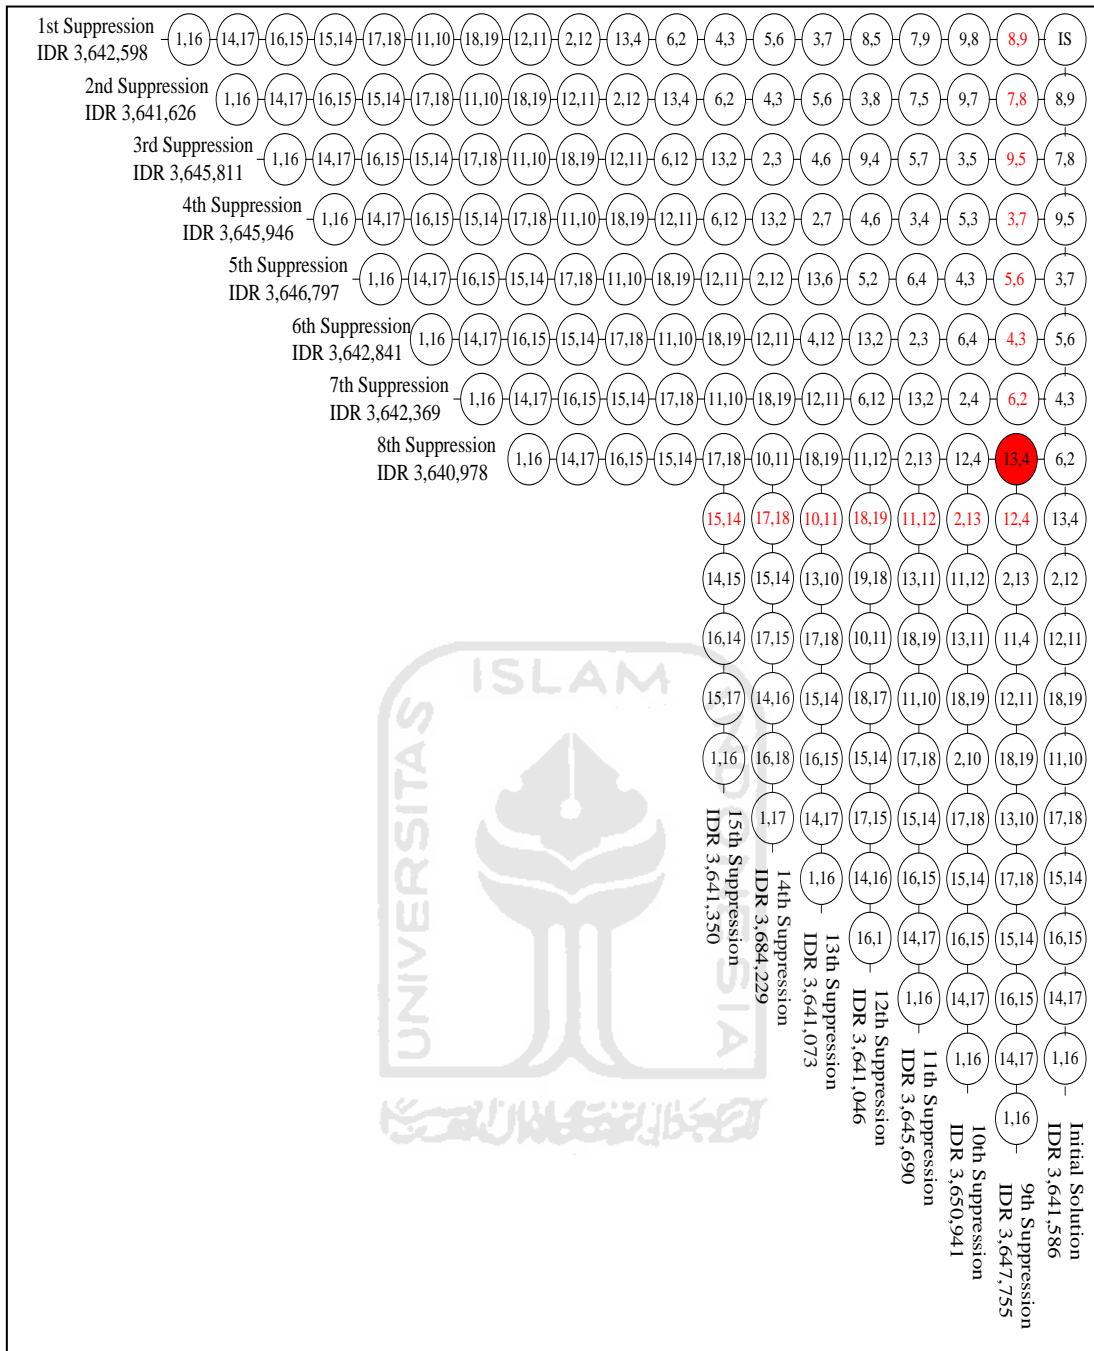 1st Suppression
IDR 3,642,598
1,16 14,17 16,15 15,14 17,18 11,10 18,19 12,11 2,12 13,4 6,2 4,3 5,6 3,7 8,5 7,9 9,8 8,9 IS
2nd Suppression
IDR 3,641,626
1,16 14,17 16,15 15,14 17,18 11,10 18,19 12,11 2,12 13,4 6,2 4,3 5,6 3,8 7,5 9,7 7,8 8,9
3rd Suppression
IDR 3,645,811
1,16 14,17 16,15 15,14 17,18 11,10 18,19 12,11 6,12 13,2 2,3 4,6 9,4 5,7 3,5 9,5 7,8
4th Suppression
IDR 3,645,946
1,16 14,17 16,15 15,14 17,18 11,10 18,19 12,11 6,12 13,2 2,7 4,6 3,4 5,3 3,7 9,5
5th Suppression
IDR 3,646,797
1,16 14,17 16,15 15,14 17,18 11,10 18,19 12,11 2,12 13,6 5,2 6,4 4,3 5,6 3,7
6th Suppression
IDR 3,642,841
1,16 14,17 16,15 15,14 17,18 11,10 18,19 12,11 4,12 13,2 2,3 6,4 4,3 5,6
7th Suppression
IDR 3,642,369
1,16 14,17 16,15 15,14 17,18 11,10 18,19 12,11 6,12 13,2 2,4 6,2 4,3
8th Suppression
IDR 3,640,978
1,16 14,17 16,15 15,14 17,18 10,11 18,19 11,12 2,13 12,4 13,4 6,2
15,14 17,18 10,11 18,19 11,12 2,13 12,4 13,4
14,15 15,14 13,10 19,18 13,11 11,12 2,13 2,12
16,14 17,15 17,18 10,11 18,19 13,11 11,4 12,11
15,17 14,16 15,14 18,17 11,10 18,19 12,11 18,19
1,16 16,18 16,15 15,14 17,18 2,10 18,19 11,10
1,17 14,17 17,15 15,14 17,18 13,10 17,18
1,16 14,16 16,15 15,14 17,18 15,14
16,1 14,17 16,15 15,14 16,15
1,16 14,17 16,15 14,17
1,16 14,17 1,16
1,16
15th Suppression
IDR 3,641,350
14th Suppression
IDR 3,684,229
13th Suppression
IDR 3,641,073
12th Suppression
IDR 3,641,046
11th Suppression
IDR 3,645,690
10th Suppression
IDR 3,650,941
9th Suppression
IDR 3,647,755
Initial Solution
IDR 3,641,586
ISLAM
UNIVERSITAS
INDONESIA